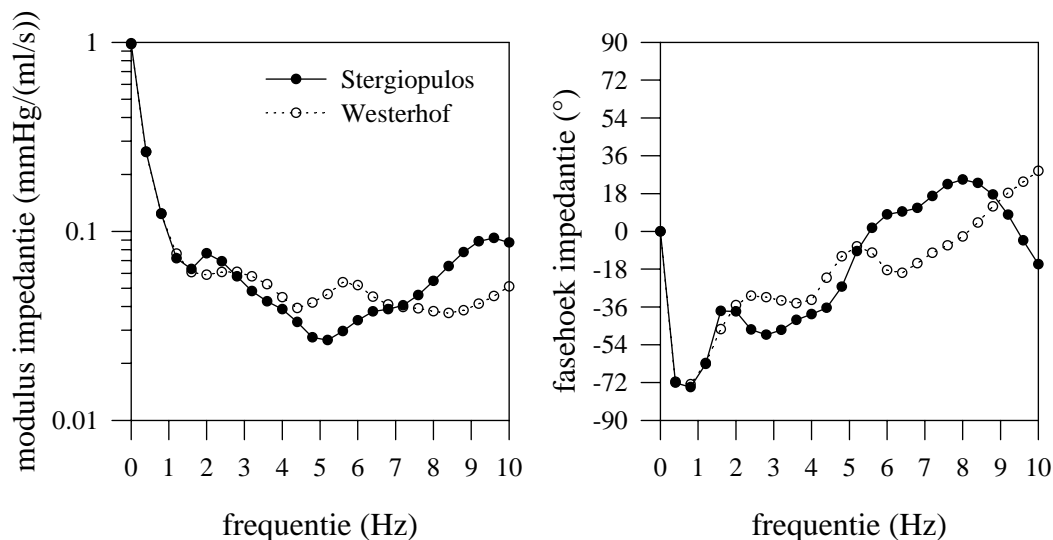 modulus impedantie (mmHg/(ml/s))
1
0.1
0.01
Stergiopulos
Westerhof
0 1 2 3 4 5 6 7 8 9 10
frequentie (Hz)
fasehoek impedantie (°)
90
72
54
36
18
0
-18
-36
-54
-72
-90
0 1 2 3 4 5 6 7 8 9 10
frequentie (Hz)